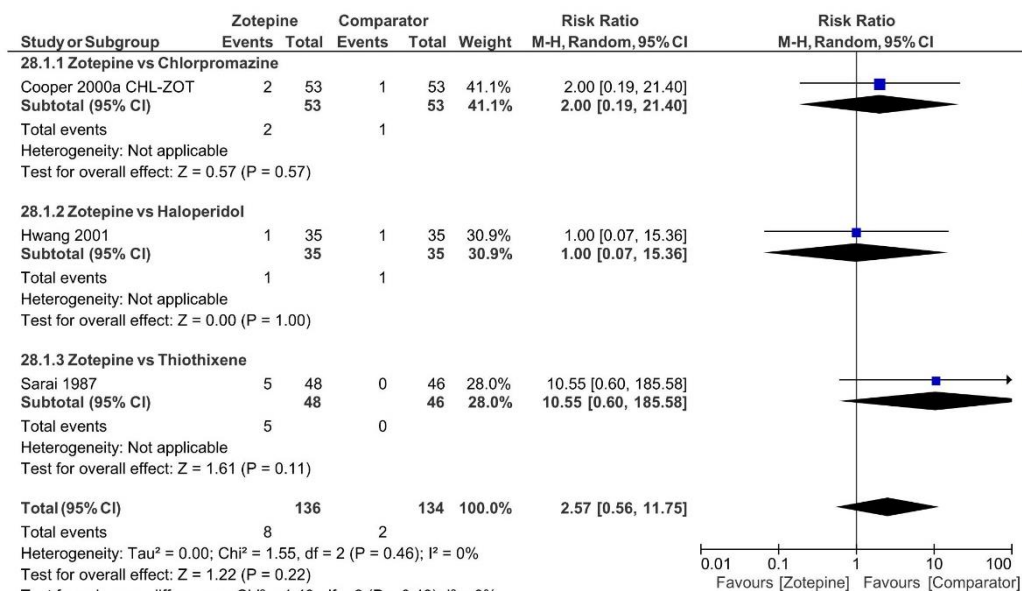 Zotepine Comparator Risk Ratio Risk Ratio
Study or Subgroup Events Total Events Total Weight M-H, Random, 95% CI M-H, Random, 95% CI
28.1.1 Zotepine vs Chlorpromazine
Cooper 2000a CHL-ZOT 2 53 1 53 41.1% 2.00 [0.19, 21.40]
Subtotal (95% CI) 53 53 41.1% 2.00 [0.19, 21.40]
Total events 2 1
Heterogeneity: Not applicable
Test for overall effect: Z = 0.57 (P = 0.57)
28.1.2 Zotepine vs Haloperidol
Hwang 2001 1 35 1 35 30.9% 1.00 [0.07, 15.36]
Subtotal (95% CI) 35 35 30.9% 1.00 [0.07, 15.36]
Total events 1 1
Heterogeneity: Not applicable
Test for overall effect: Z = 0.00 (P = 1.00)
28.1.3 Zotepine vs Thiothixene
Sarai 1987 5 48 0 46 28.0% 10.55 [0.60, 185.58]
Subtotal (95% CI) 48 46 28.0% 10.55 [0.60, 185.58]
Total events 5 0
Heterogeneity: Not applicable
Test for overall effect: Z = 1.61 (P = 0.11)
Total (95% CI) 136 134 100.0% 2.57 [0.56, 11.75]
Total events 8 2
Heterogeneity: Tau² = 0.00; Chi² = 1.55, df = 2 (P = 0.46); I² = 0%
Test for overall effect: Z = 1.22 (P = 0.22)
0.01 0.1 1 10 100
Favours [Zotepine] Favours [Comparator]